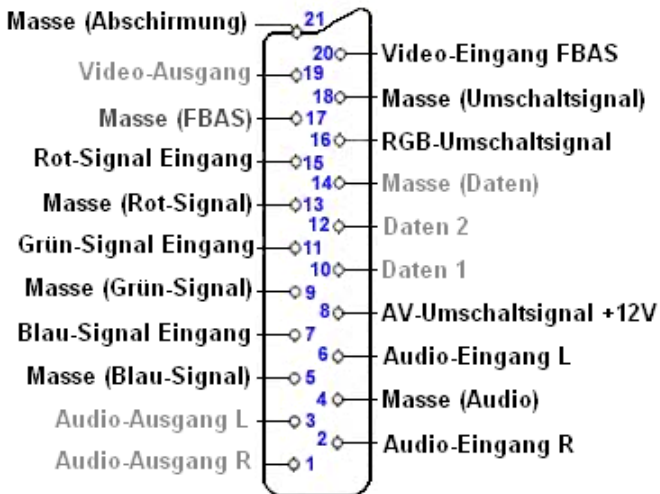 Masse (Abschirmung) 21
20 Video-Eingang FBAS
Video-Ausgang 19
18 Masse (Umschaltsignal)
Masse (FBAS) 17
16 RGB-Umschaltsignal
Rot-Signal Eingang 15
14 Masse (Daten)
Masse (Rot-Signal) 13
12 Daten 2
Grün-Signal Eingang 11
10 Daten 1
Masse (Grün-Signal) 9
8 AV-Umschaltsignal +12V
Blau-Signal Eingang 7
6 Audio-Eingang L
Masse (Blau-Signal) 5
4 Masse (Audio)
Audio-Ausgang L 3
2 Audio-Eingang R
Audio-Ausgang R 1